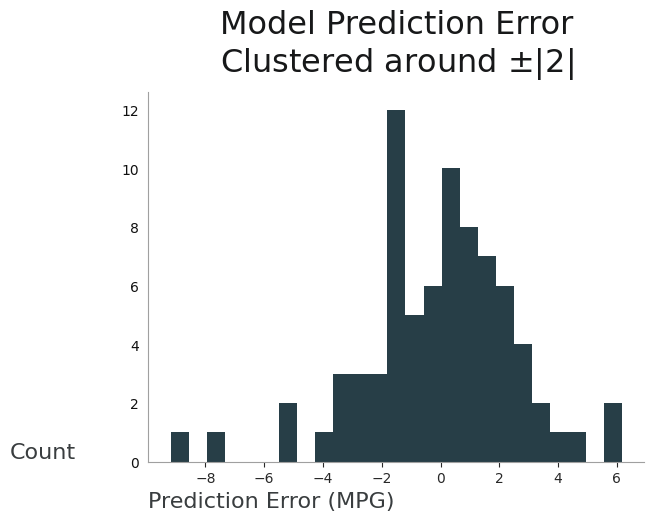 Model Prediction Error
Clustered around ±|2|
12
10
8
6
4
2
0
Count
−8 −6 −4 −2 0 2 4 6
Prediction Error (MPG)